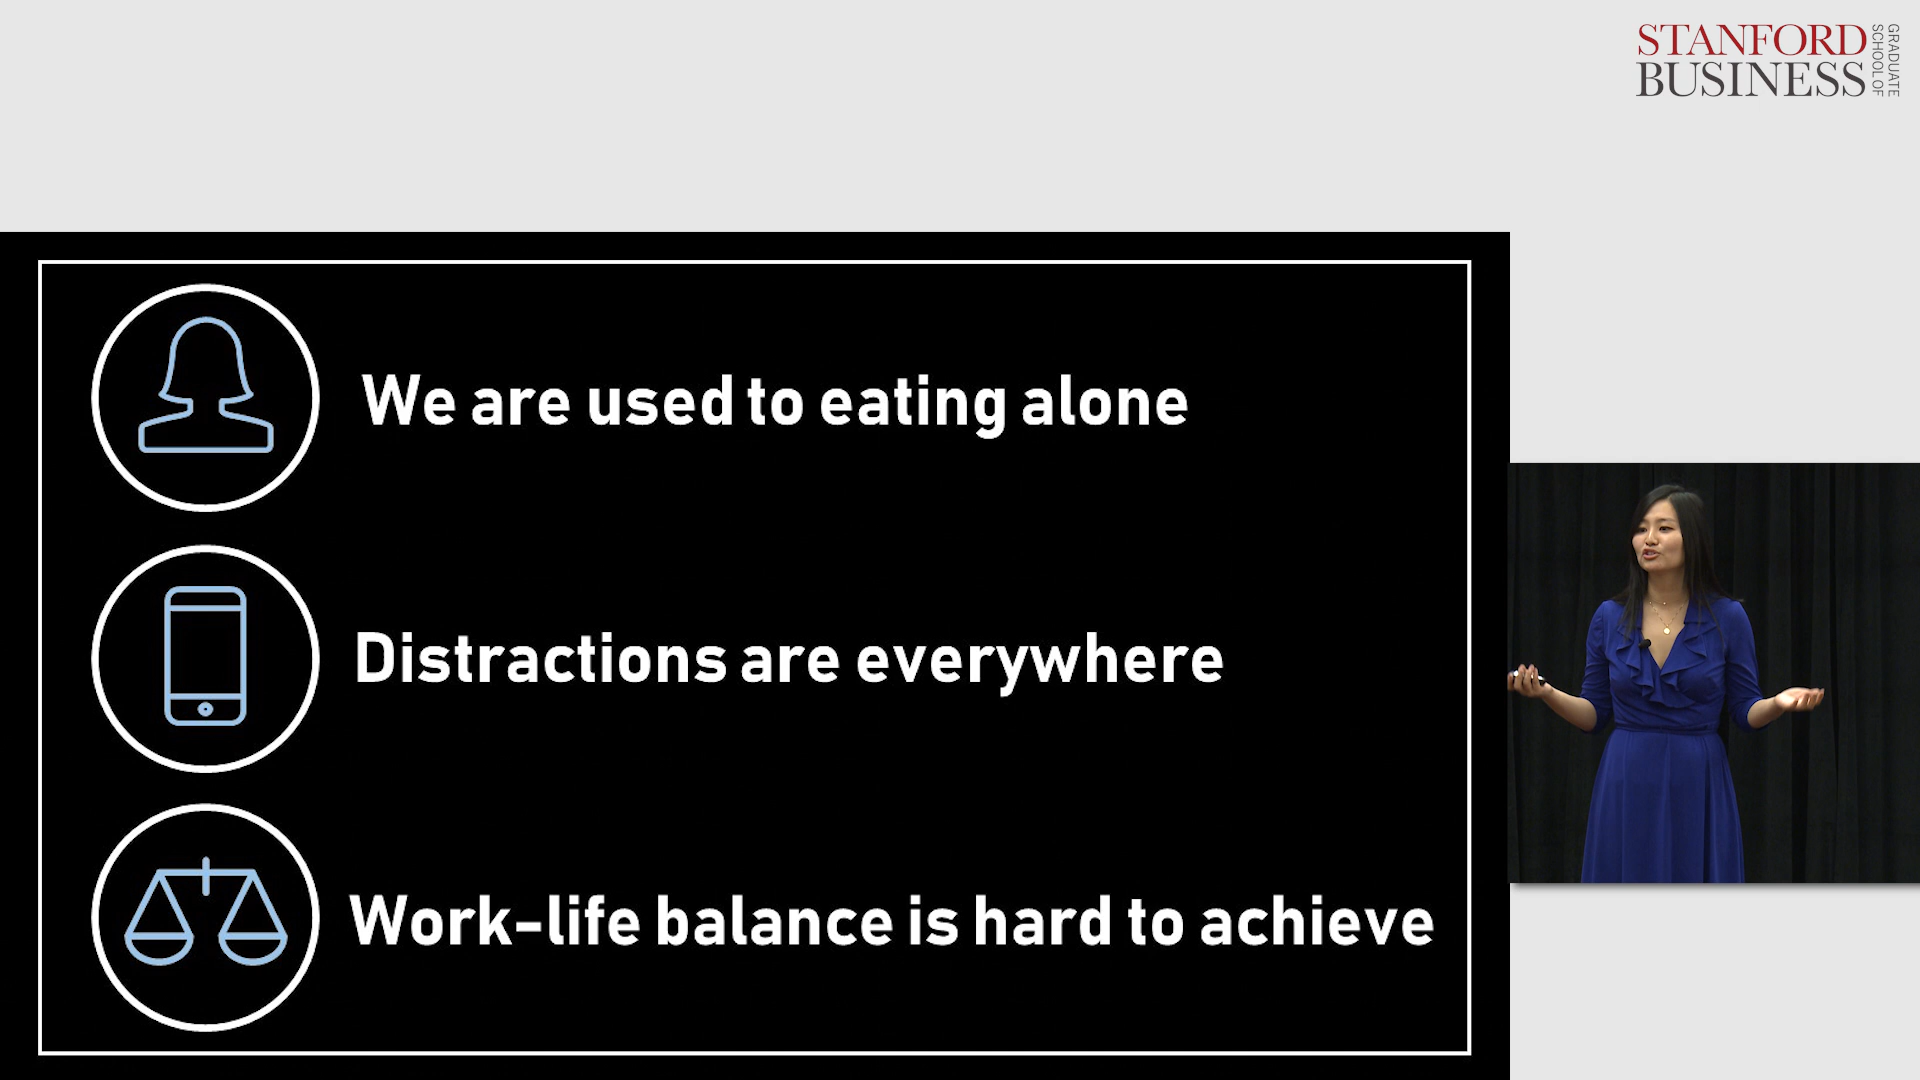 STANFORD
BUSINESS
GRADUATE
SCHOOL OF
We are used to eating alone
Distractions are everywhere
Work-life balance is hard to achieve